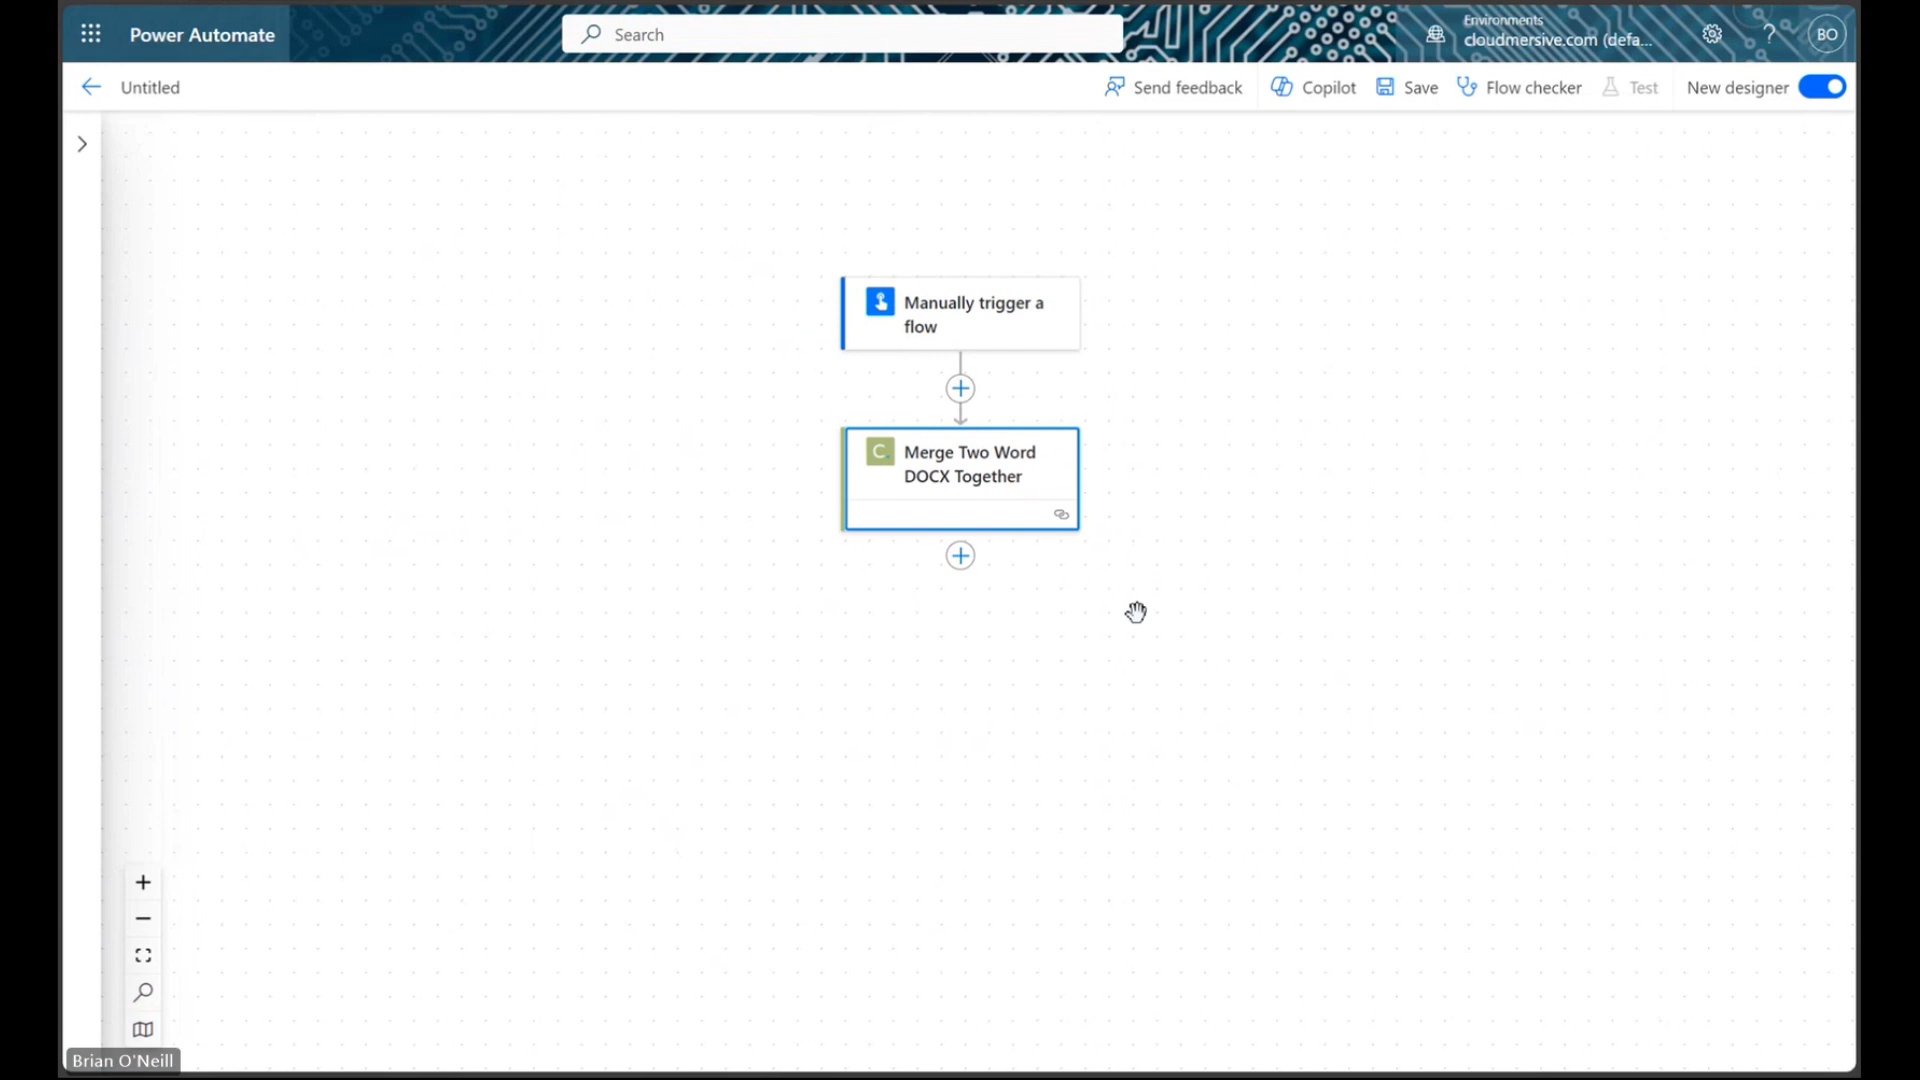 Power Automate
Search
Environments
cloudmersive.com (defa...
BO
Untitled
Send feedback
Copilot
Save
Flow checker
Test
New designer
Manually trigger a
flow
C.
Merge Two Word
DOCX Together
Brian O'Neill